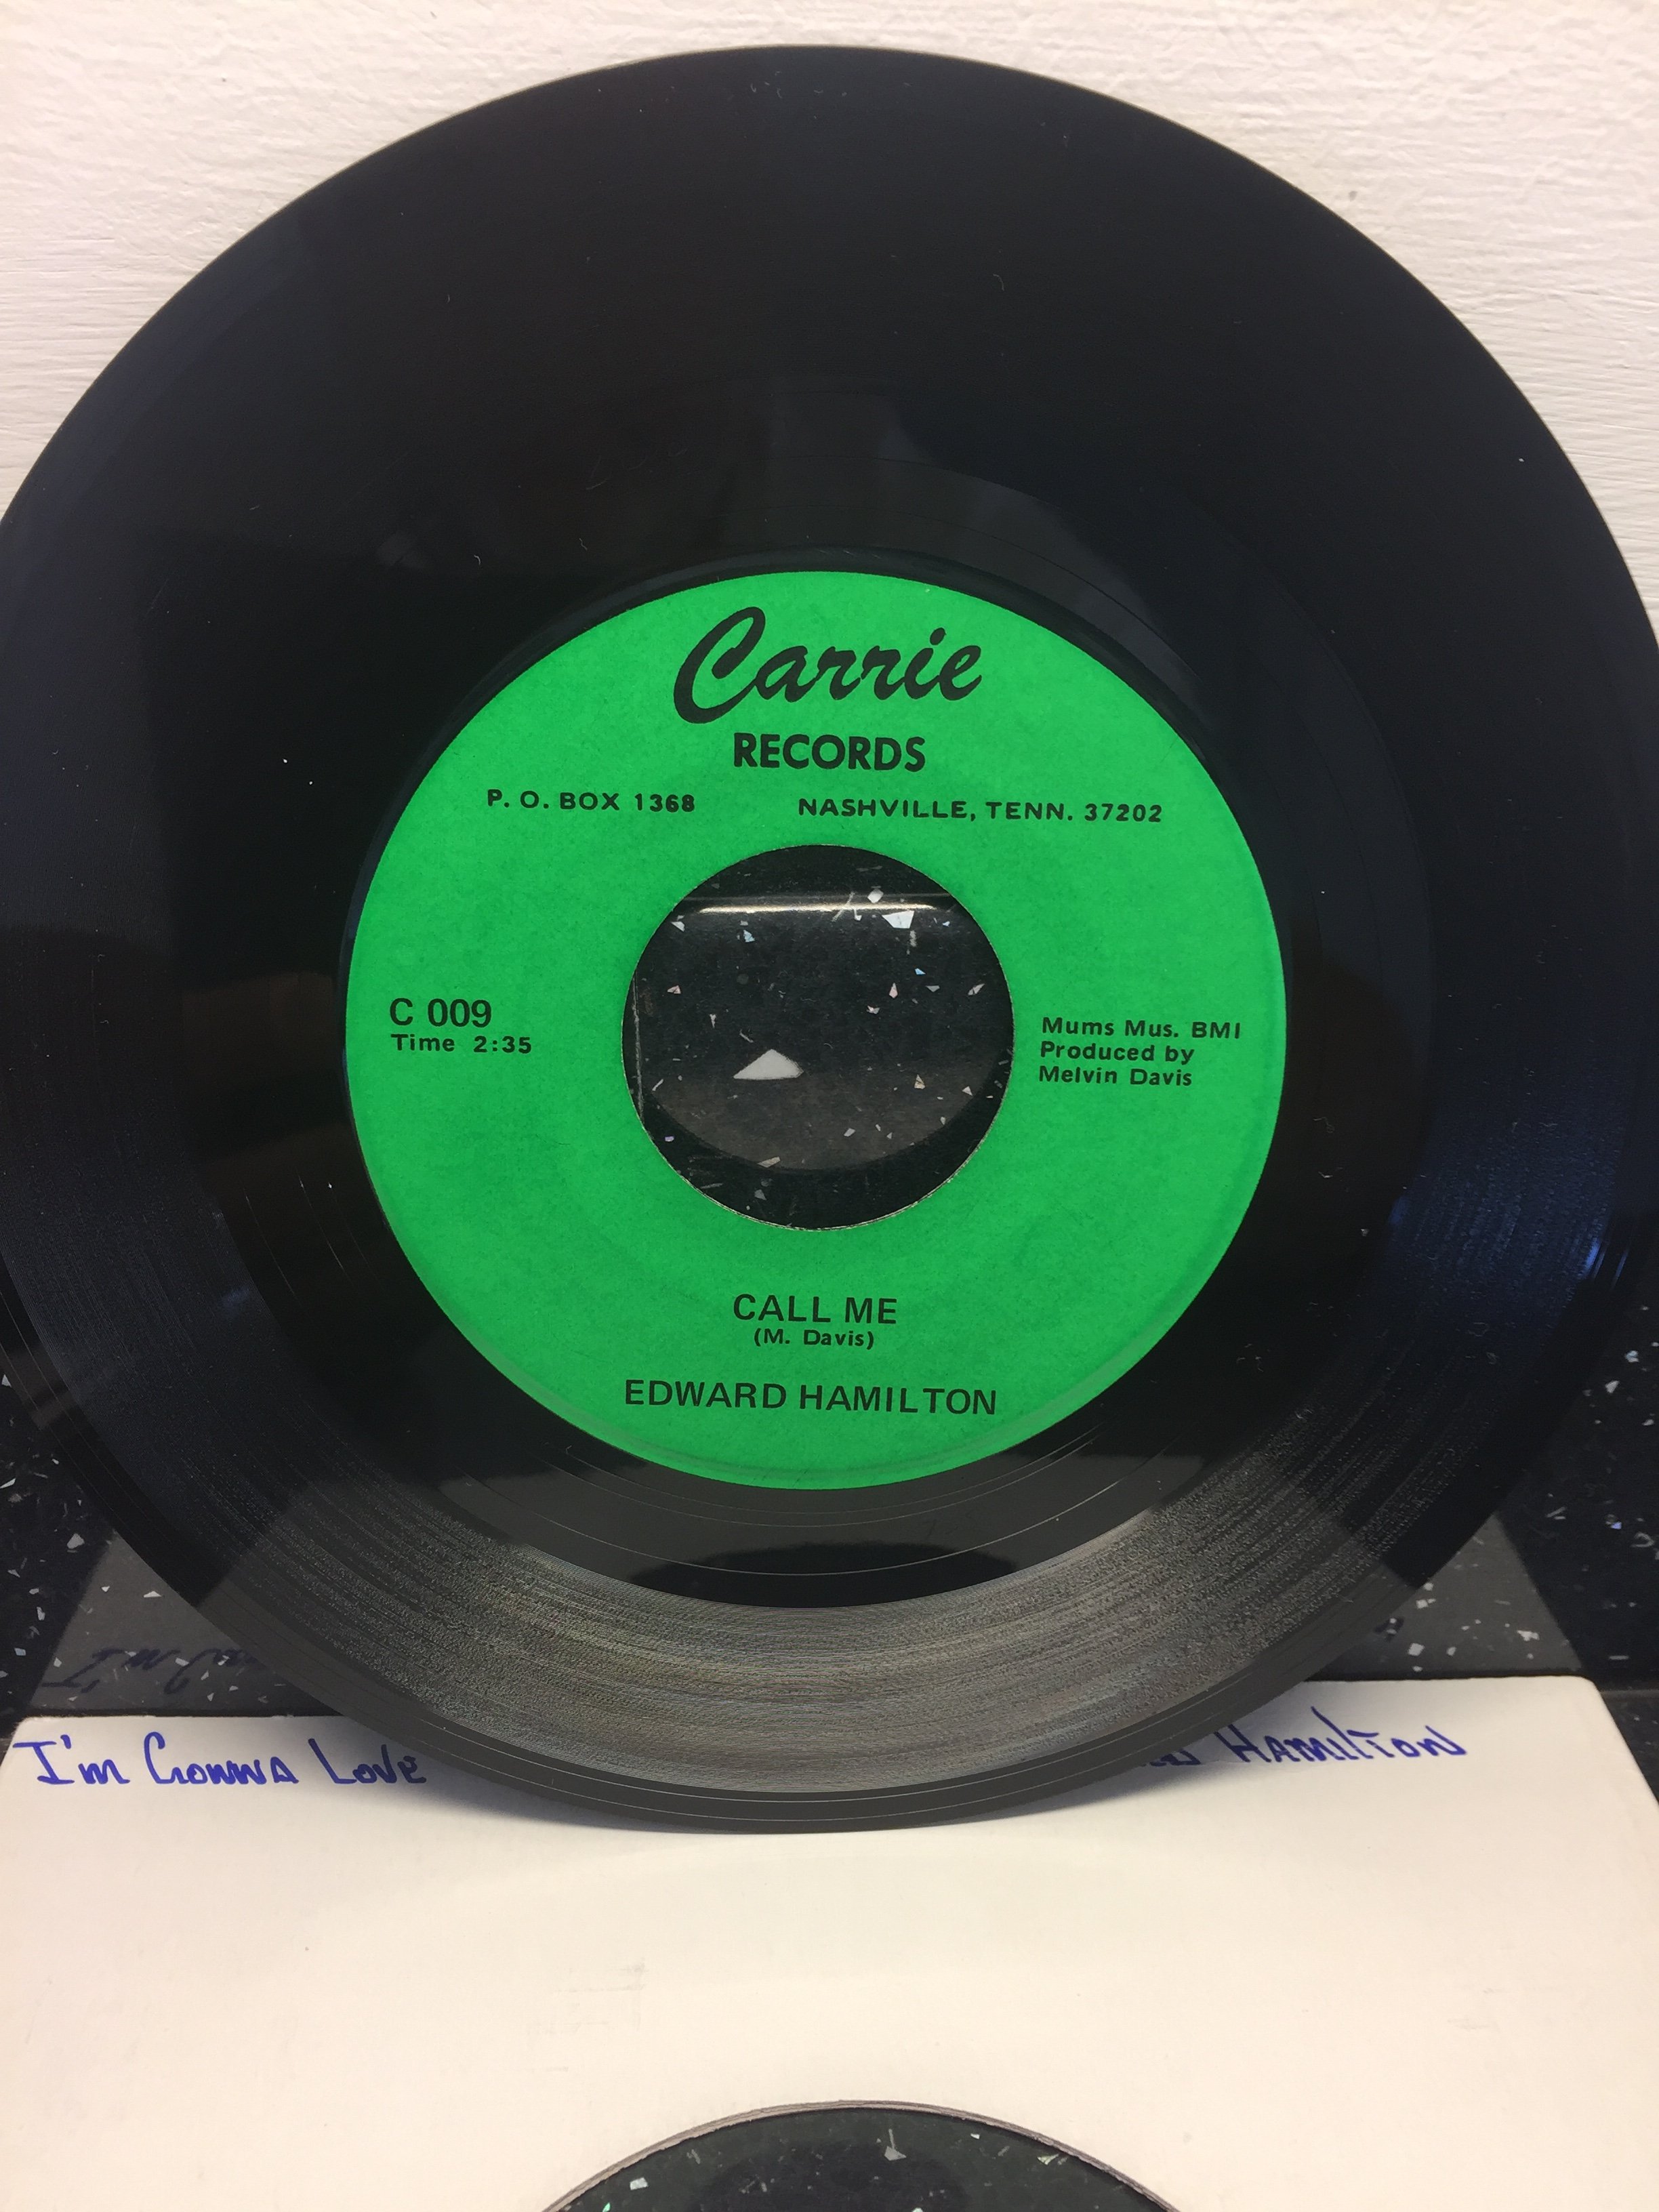 Carrie
RECORDS
P. O. BOX 1368 NASHVILLE, TENN. 37202
C 009
Time 2:35
Mums Mus. BMI
Produced by
Melvin Davis
CALL ME
(M. Davis)
EDWARD HAMILTON
I'm Gonna Love Hamilton